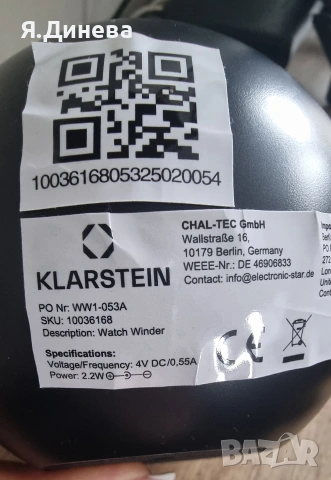 Я.Динева
1003616805325020054
KLARSTEIN
PO Nr: WW1-053A
SKU: 10036168
Description: Watch Winder
Specifications:
Voltage/Frequency: 4V DC/0,55A
Power: 2.2W
CHAL-TEC GmbH
Wallstraße 16,
10179 Berlin, Germany
WEEE-Nr.: DE 46906833
Contact: info@electronic-star.de
CE
BAZAR